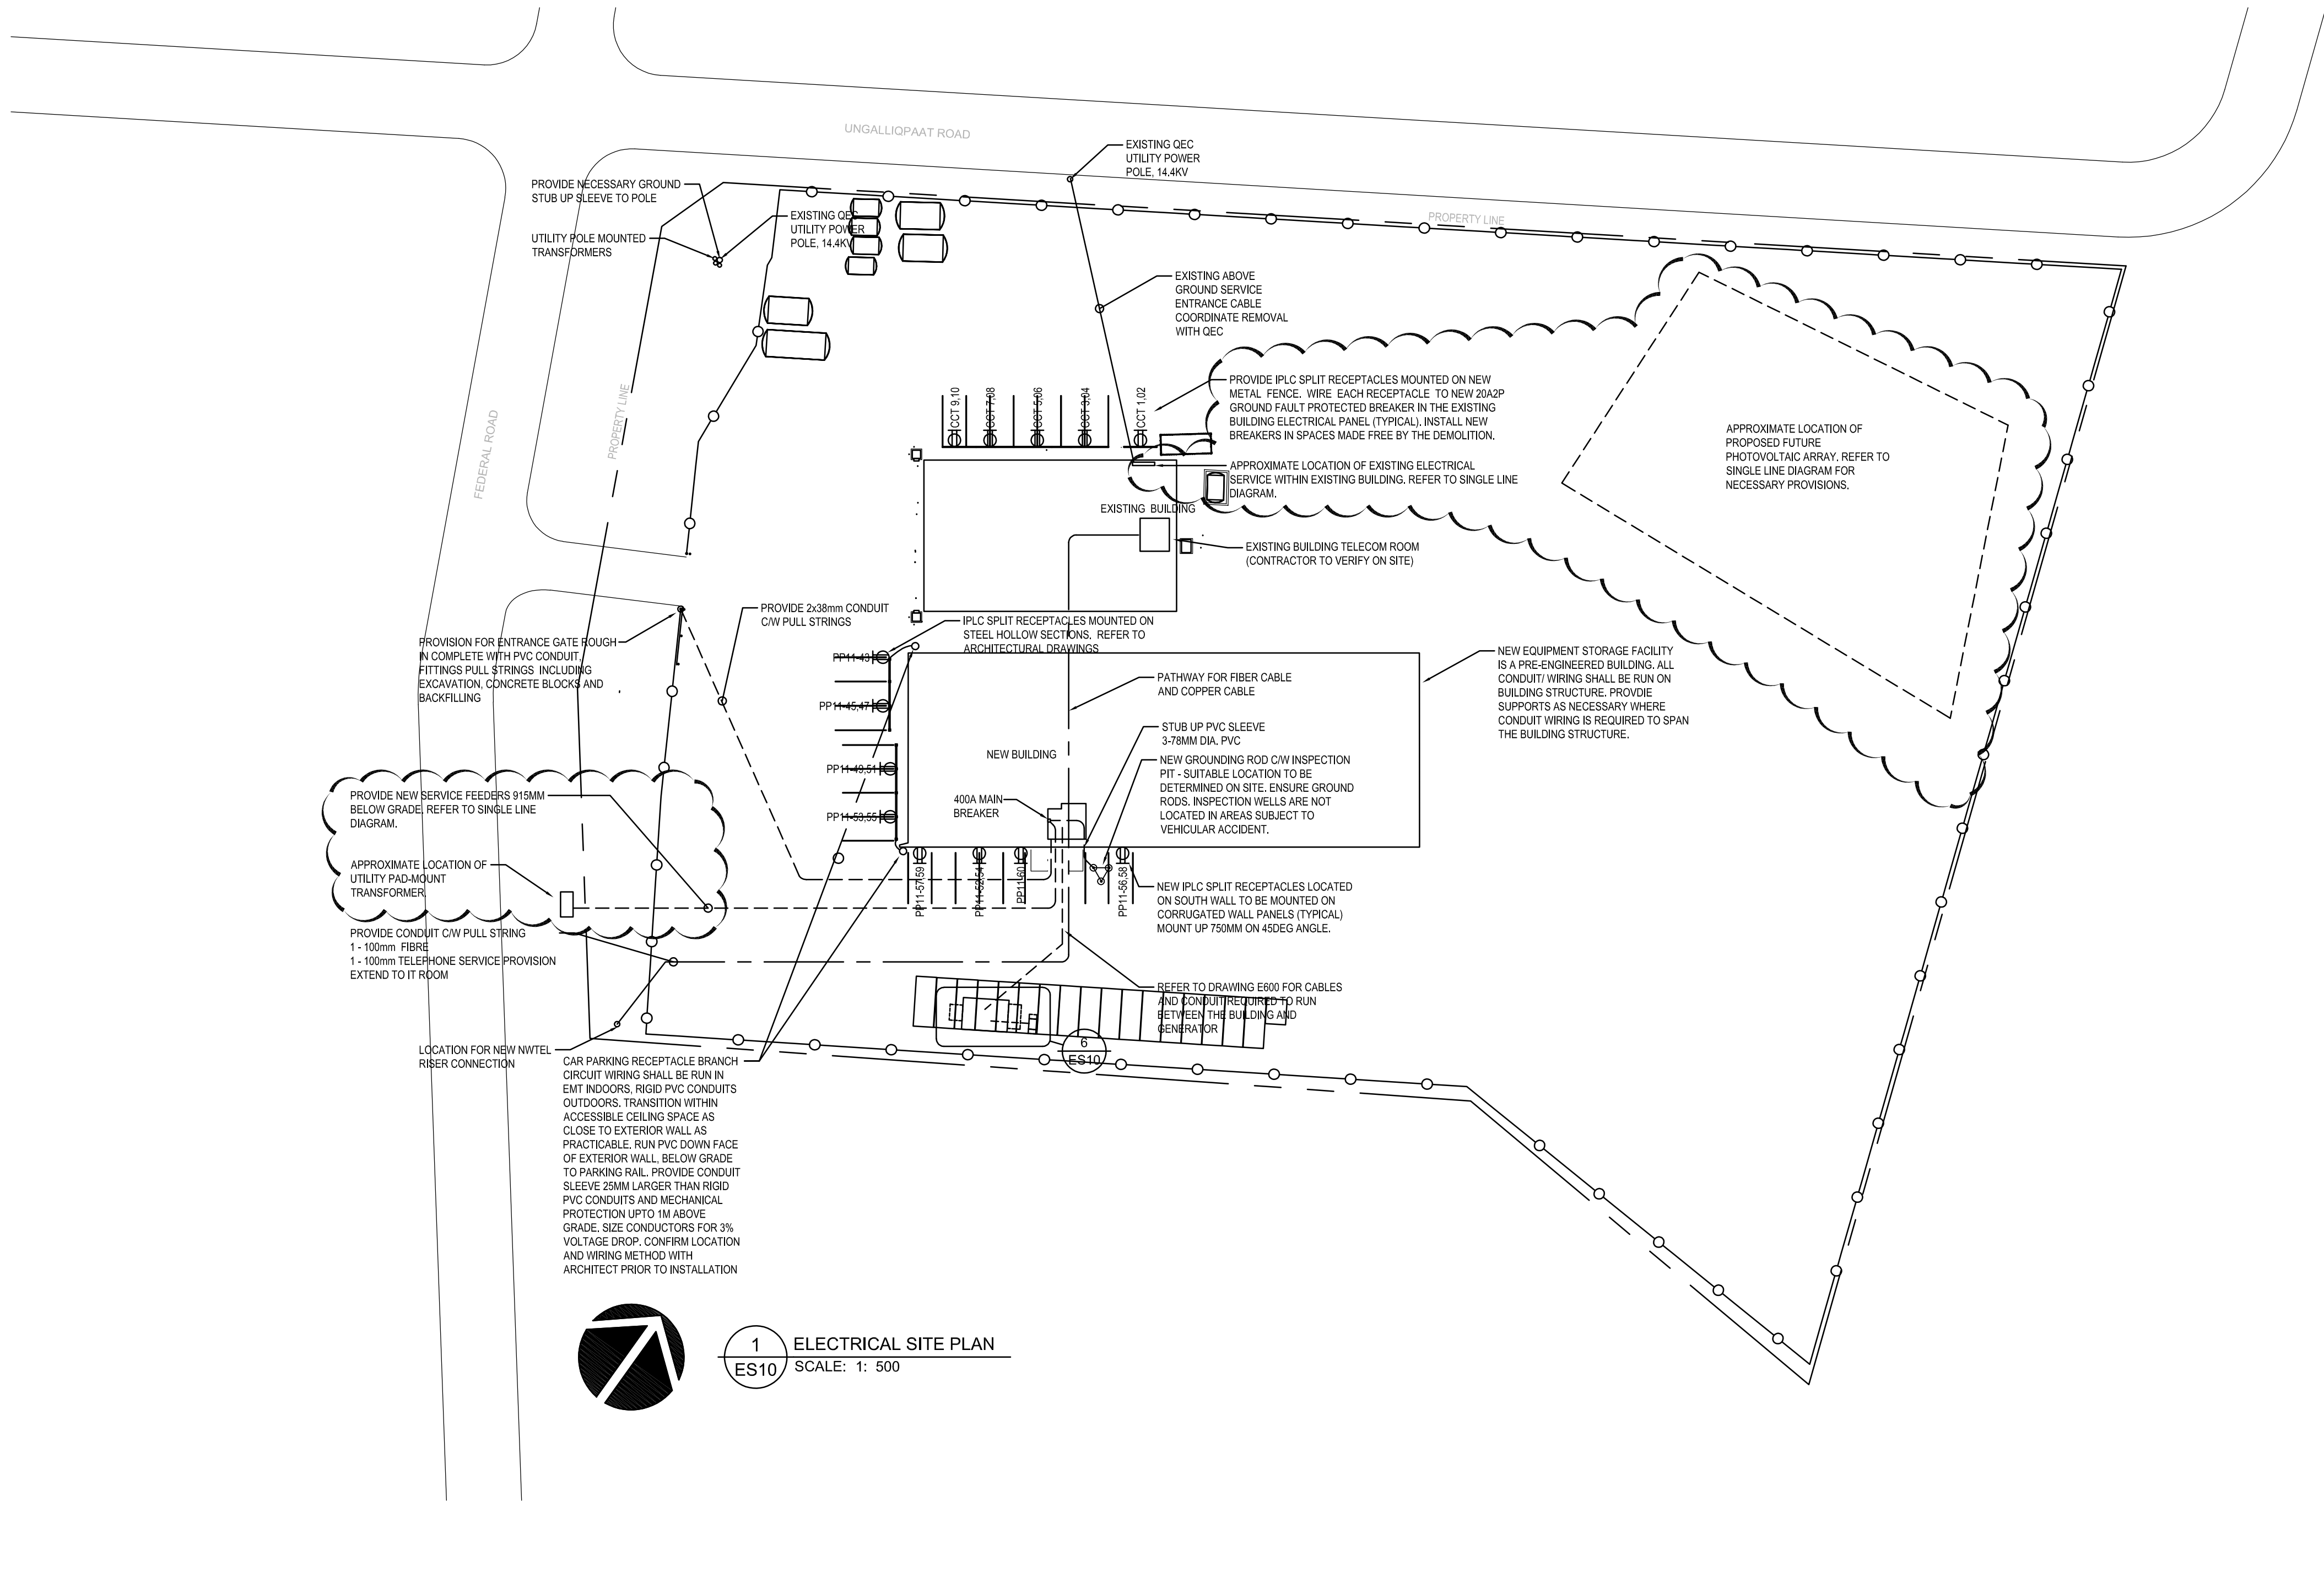 UNGALLIQPAAT ROAD
EXISTING QEC
UTILITY POWER
POLE, 14.4KV
PROVIDE NECESSARY GROUND
STUB UP SLEEVE TO POLE
EXISTING QEC
UTILITY POWER
POLE, 14.4KV
UTILITY POLE MOUNTED
TRANSFORMERS
PROPERTY LINE
EXISTING ABOVE
GROUND SERVICE
ENTRANCE CABLE
COORDINATE REMOVAL
WITH QEC
FEDERAL ROAD
PROPERTY LINE
CCT 9,10
CCT 7,08
CCT 5,06
CCT 3,04
CCT 1,02
PROVIDE IPLC SPLIT RECEPTACLES MOUNTED ON NEW
METAL FENCE. WIRE EACH RECEPTACLE TO NEW 20A2P
GROUND FAULT PROTECTED BREAKER IN THE EXISTING
BUILDING ELECTRICAL PANEL (TYPICAL). INSTALL NEW
BREAKERS IN SPACES MADE FREE BY THE DEMOLITION.
APPROXIMATE LOCATION OF
PROPOSED FUTURE
PHOTOVOLTAIC ARRAY. REFER TO
SINGLE LINE DIAGRAM FOR
NECESSARY PROVISIONS.
APPROXIMATE LOCATION OF EXISTING ELECTRICAL
SERVICE WITHIN EXISTING BUILDING. REFER TO SINGLE LINE
DIAGRAM.
EXISTING BUILDING
EXISTING BUILDING TELECOM ROOM
(CONTRACTOR TO VERIFY ON SITE)
PROVIDE 2x38mm CONDUIT
C/W PULL STRINGS
IPLC SPLIT RECEPTACLES MOUNTED ON
STEEL HOLLOW SECTIONS. REFER TO
ARCHITECTURAL DRAWINGS
PROVISION FOR ENTRANCE GATE ROUGH
IN COMPLETE WITH PVC CONDUIT,
FITTINGS PULL STRINGS INCLUDING
EXCAVATION, CONCRETE BLOCKS AND
BACKFILLING
NEW EQUIPMENT STORAGE FACILITY
IS A PRE-ENGINEERED BUILDING. ALL
CONDUIT/ WIRING SHALL BE RUN ON
BUILDING STRUCTURE. PROVDIE
SUPPORTS AS NECESSARY WHERE
CONDUIT WIRING IS REQUIRED TO SPAN
THE BUILDING STRUCTURE.
PP11-43
PP11-45,47
PP11-49,51
PP11-53,55
PATHWAY FOR FIBER CABLE
AND COPPER CABLE
STUB UP PVC SLEEVE
3-78MM DIA. PVC
NEW BUILDING
NEW GROUNDING ROD C/W INSPECTION
PIT - SUITABLE LOCATION TO BE
DETERMINED ON SITE. ENSURE GROUND
RODS. INSPECTION WELLS ARE NOT
LOCATED IN AREAS SUBJECT TO
VEHICULAR ACCIDENT.
400A MAIN
BREAKER
PROVIDE NEW SERVICE FEEDERS 915MM
BELOW GRADE. REFER TO SINGLE LINE
DIAGRAM.
APPROXIMATE LOCATION OF
UTILITY PAD-MOUNT
TRANSFORMER.
PP11-57,59
PP11-52,54
PP11-60
PP11-56,58
NEW IPLC SPLIT RECEPTACLES LOCATED
ON SOUTH WALL TO BE MOUNTED ON
CORRUGATED WALL PANELS (TYPICAL)
MOUNT UP 750MM ON 45DEG ANGLE.
PROVIDE CONDUIT C/W PULL STRING
1 - 100mm FIBRE
1 - 100mm TELEPHONE SERVICE PROVISION
EXTEND TO IT ROOM
REFER TO DRAWING E600 FOR CABLES
AND CONDUIT REQUIRED TO RUN
BETWEEN THE BUILDING AND
GENERATOR
6
ES10
LOCATION FOR NEW NWTEL
RISER CONNECTION
CAR PARKING RECEPTACLE BRANCH
CIRCUIT WIRING SHALL BE RUN IN
EMT INDOORS, RIGID PVC CONDUITS
OUTDOORS. TRANSITION WITHIN
ACCESSIBLE CEILING SPACE AS
CLOSE TO EXTERIOR WALL AS
PRACTICABLE. RUN PVC DOWN FACE
OF EXTERIOR WALL, BELOW GRADE
TO PARKING RAIL. PROVIDE CONDUIT
SLEEVE 25MM LARGER THAN RIGID
PVC CONDUITS AND MECHANICAL
PROTECTION UPTO 1M ABOVE
GRADE. SIZE CONDUCTORS FOR 3%
VOLTAGE DROP. CONFIRM LOCATION
AND WIRING METHOD WITH
ARCHITECT PRIOR TO INSTALLATION
1
ES10
ELECTRICAL SITE PLAN
SCALE: 1: 500